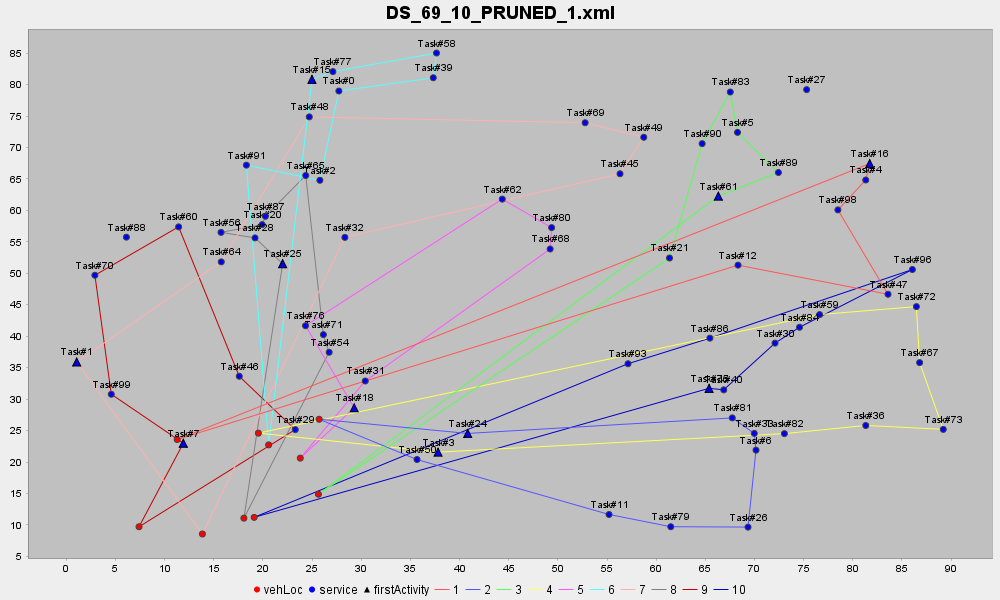 DS_69_10_PRUNED_1.xml
85
80
75
70
65
60
55
50
45
40
35
30
25
20
15
10
5
Task#58
Task#77
Task#15
Task#39
Task#0
Task#83
Task#27
Task#48
Task#69
Task#5
Task#49
Task#90
Task#91
Task#65
Task#2
Task#45
Task#89
Task#16
Task#4
Task#61
Task#62
Task#98
Task#87
Task#20
Task#60
Task#56
Task#28
Task#88
Task#32
Task#80
Task#68
Task#64
Task#25
Task#21
Task#12
Task#96
Task#70
Task#47
Task#72
Task#59
Task#76
Task#71
Task#84
Task#86
Task#30
Task#54
Task#1
Task#93
Task#67
Task#46
Task#31
Task#40
Task#99
Task#18
Task#81
Task#29
Task#7
Task#24
Task#82
Task#36
Task#73
Task#3
Task#50
Task#6
Task#11
Task#79
Task#26
0 5 10 15 20 25 30 35 40 45 50 55 60 65 70 75 80 85 90
vehLoc service firstActivity 1 2 3 4 5 6 7 8 9 10